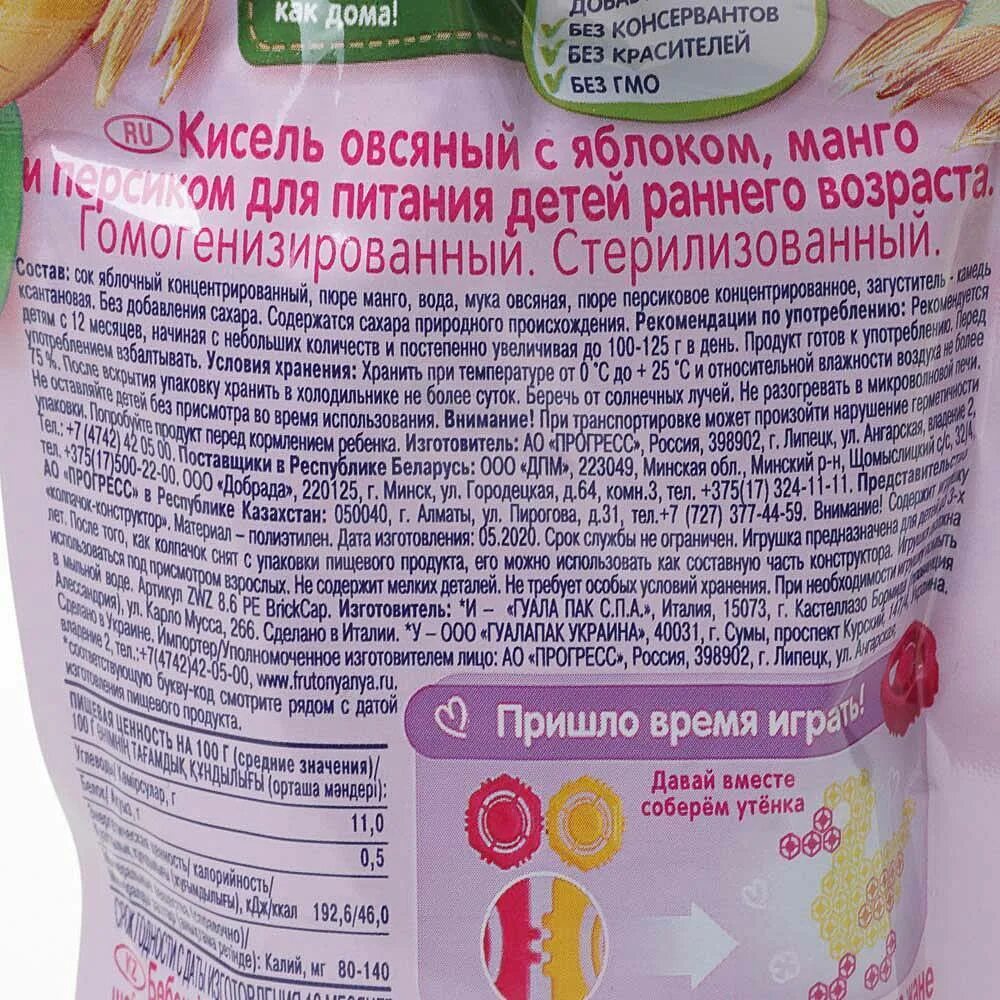 как дома!
БЕЗ КОНСЕРВАНТОВ
БЕЗ КРАСИТЕЛЕЙ
БЕЗ ГМО
RU Кисель овсяный с яблоком, манго
и персиком для питания детей раннего возраста.
Гомогенизированный. Стерилизованный.
Состав: сок яблочный концентрированный, пюре манго, вода, мука овсяная, пюре персиковое концентрированное, загуститель - камедь
ксантановая. Без добавления сахара. Содержатся сахара природного происхождения. Рекомендации по употреблению: Рекомендуется
детям с 12 месяцев, начиная с небольших количеств и постепенно увеличивая до 100-125 г в день. Продукт готов к употреблению. Перед
употреблением взбалтывать. Условия хранения: Хранить при температуре от 0 °С до + 25 °С и относительной влажности воздуха не более
75 %. После вскрытия упаковку хранить в холодильнике не более суток. Беречь от солнечных лучей. Не разогревать в микроволновой печи.
Не оставляйте детей без присмотра во время использования. Внимание! При транспортировке может произойти нарушение герметичности
упаковки. Попробуйте продукт перед кормлением ребенка. Изготовитель: АО «ПРОГРЕСС», Россия, 398902, г. Липецк, ул. Ангарская, владение 2,
Тел.: +7 (4742) 42 05 00. Поставщики в Республике Беларусь: ООО «ДПМ», 223049, Минская обл., Минский р-н, Щомыслицкий с/с, 32/4,
тел. +375(17)500-22-00, ООО «Добрада», 220125, г. Минск, ул. Городецкая, д.64, комн.3, тел. +375(17) 324-11-11. Представительство
АО «ПРОГРЕСС» в Республике Казахстан: 050040, г. Алматы, ул. Пирогова, д.31, тел.+7 (727) 377-44-59. Внимание! Содержит игрушку
«колпачок-конструктор». Материал – полиэтилен. Дата изготовления: 05.2020. Срок службы не ограничен. Игрушка предназначена для детей до 3-х
лет. После того, как колпачок снят с упаковки пищевого продукта, его можно использовать как составную часть конструктора. Игрушка должна
использоваться под присмотром взрослых. Не содержит мелких деталей. Не требует особых условий хранения. При необходимости игрушку
в мыльной воде. Артикул ZWZ 8.6 PE BrickCap. Изготовитель: *И – «ГУАЛА ПАК С.П.А.», Италия, 15073, г. Кастеллазо Бормида
Алессандрия), ул. Карло Мусса, 266. Сделано в Италии. *У – ООО «ГУАЛАПАК УКРАИНА», 40031, г. Сумы, проспект Курский, 147
Сделано в Украине. Импортер/Уполномоченное изготовителем лицо: АО «ПРОГРЕСС», Россия, 398902, г. Липецк, ул. Ангарская,
владение 2, тел.:+7(4742)42-05-00, www.frutonyanya.ru.
соответствующую букву-код смотрите рядом с датой
изготовления пищевого продукта.
ПИЩЕВАЯ ЦЕННОСТЬ НА 100 Г (средние значения)/
100 Г ӨНІМНІҢ ТАҒАМДЫҚ ҚҰНДЫЛЫҒЫ (орташа мәндері):
Углеводы/ Көмірсулар, г
11,0
Белок/ Ақуыз, г
0,5
Энергетическая ценность/ калорийность/
(құрымдылығы), кДж/ккал 192,6/46,0
Калий, мг 80-140
KZ
Пришло время играть!
Давай вместе
соберём утёнка